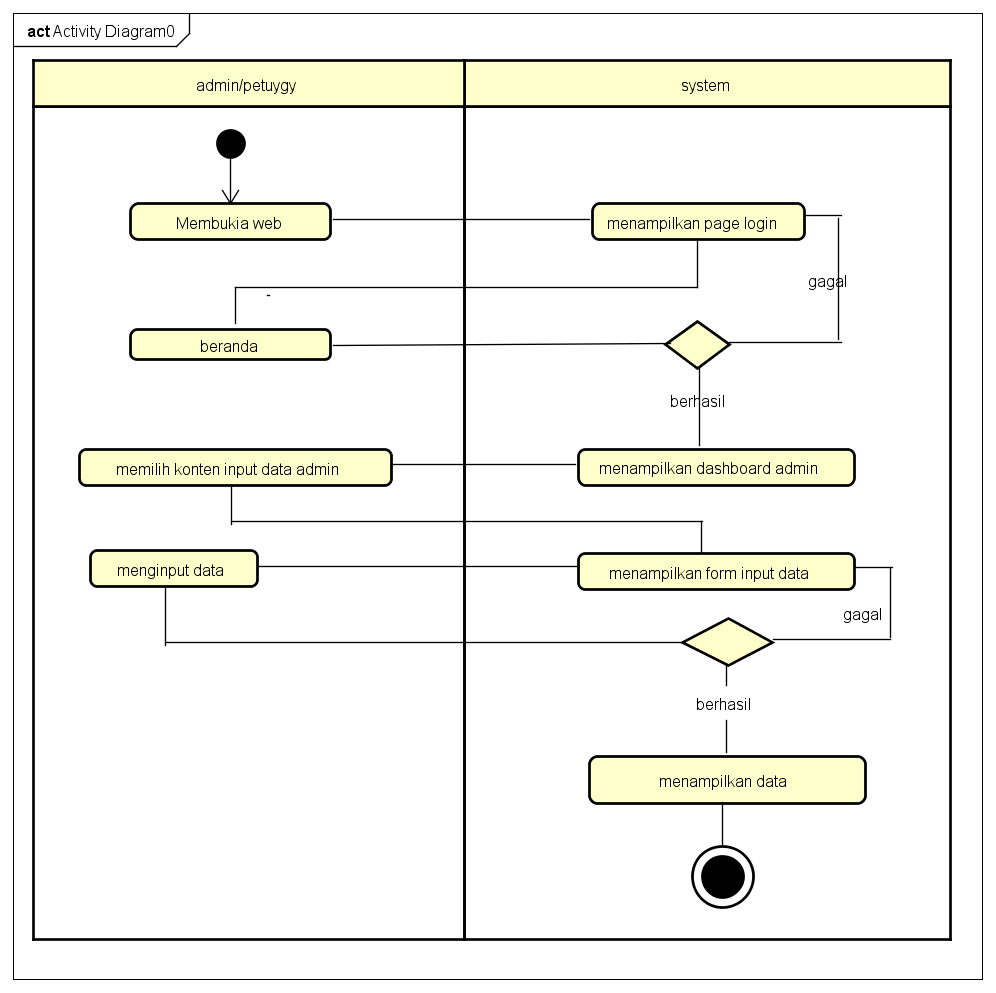 act Activity Diagram0
admin/petuygy
system
Membukia web
menampilkan page login
gagal
-
beranda
berhasil
memilih konten input data admin
menampilkan dashboard admin
menginput data
menampilkan form input data
gagal
berhasil
menampilkan data